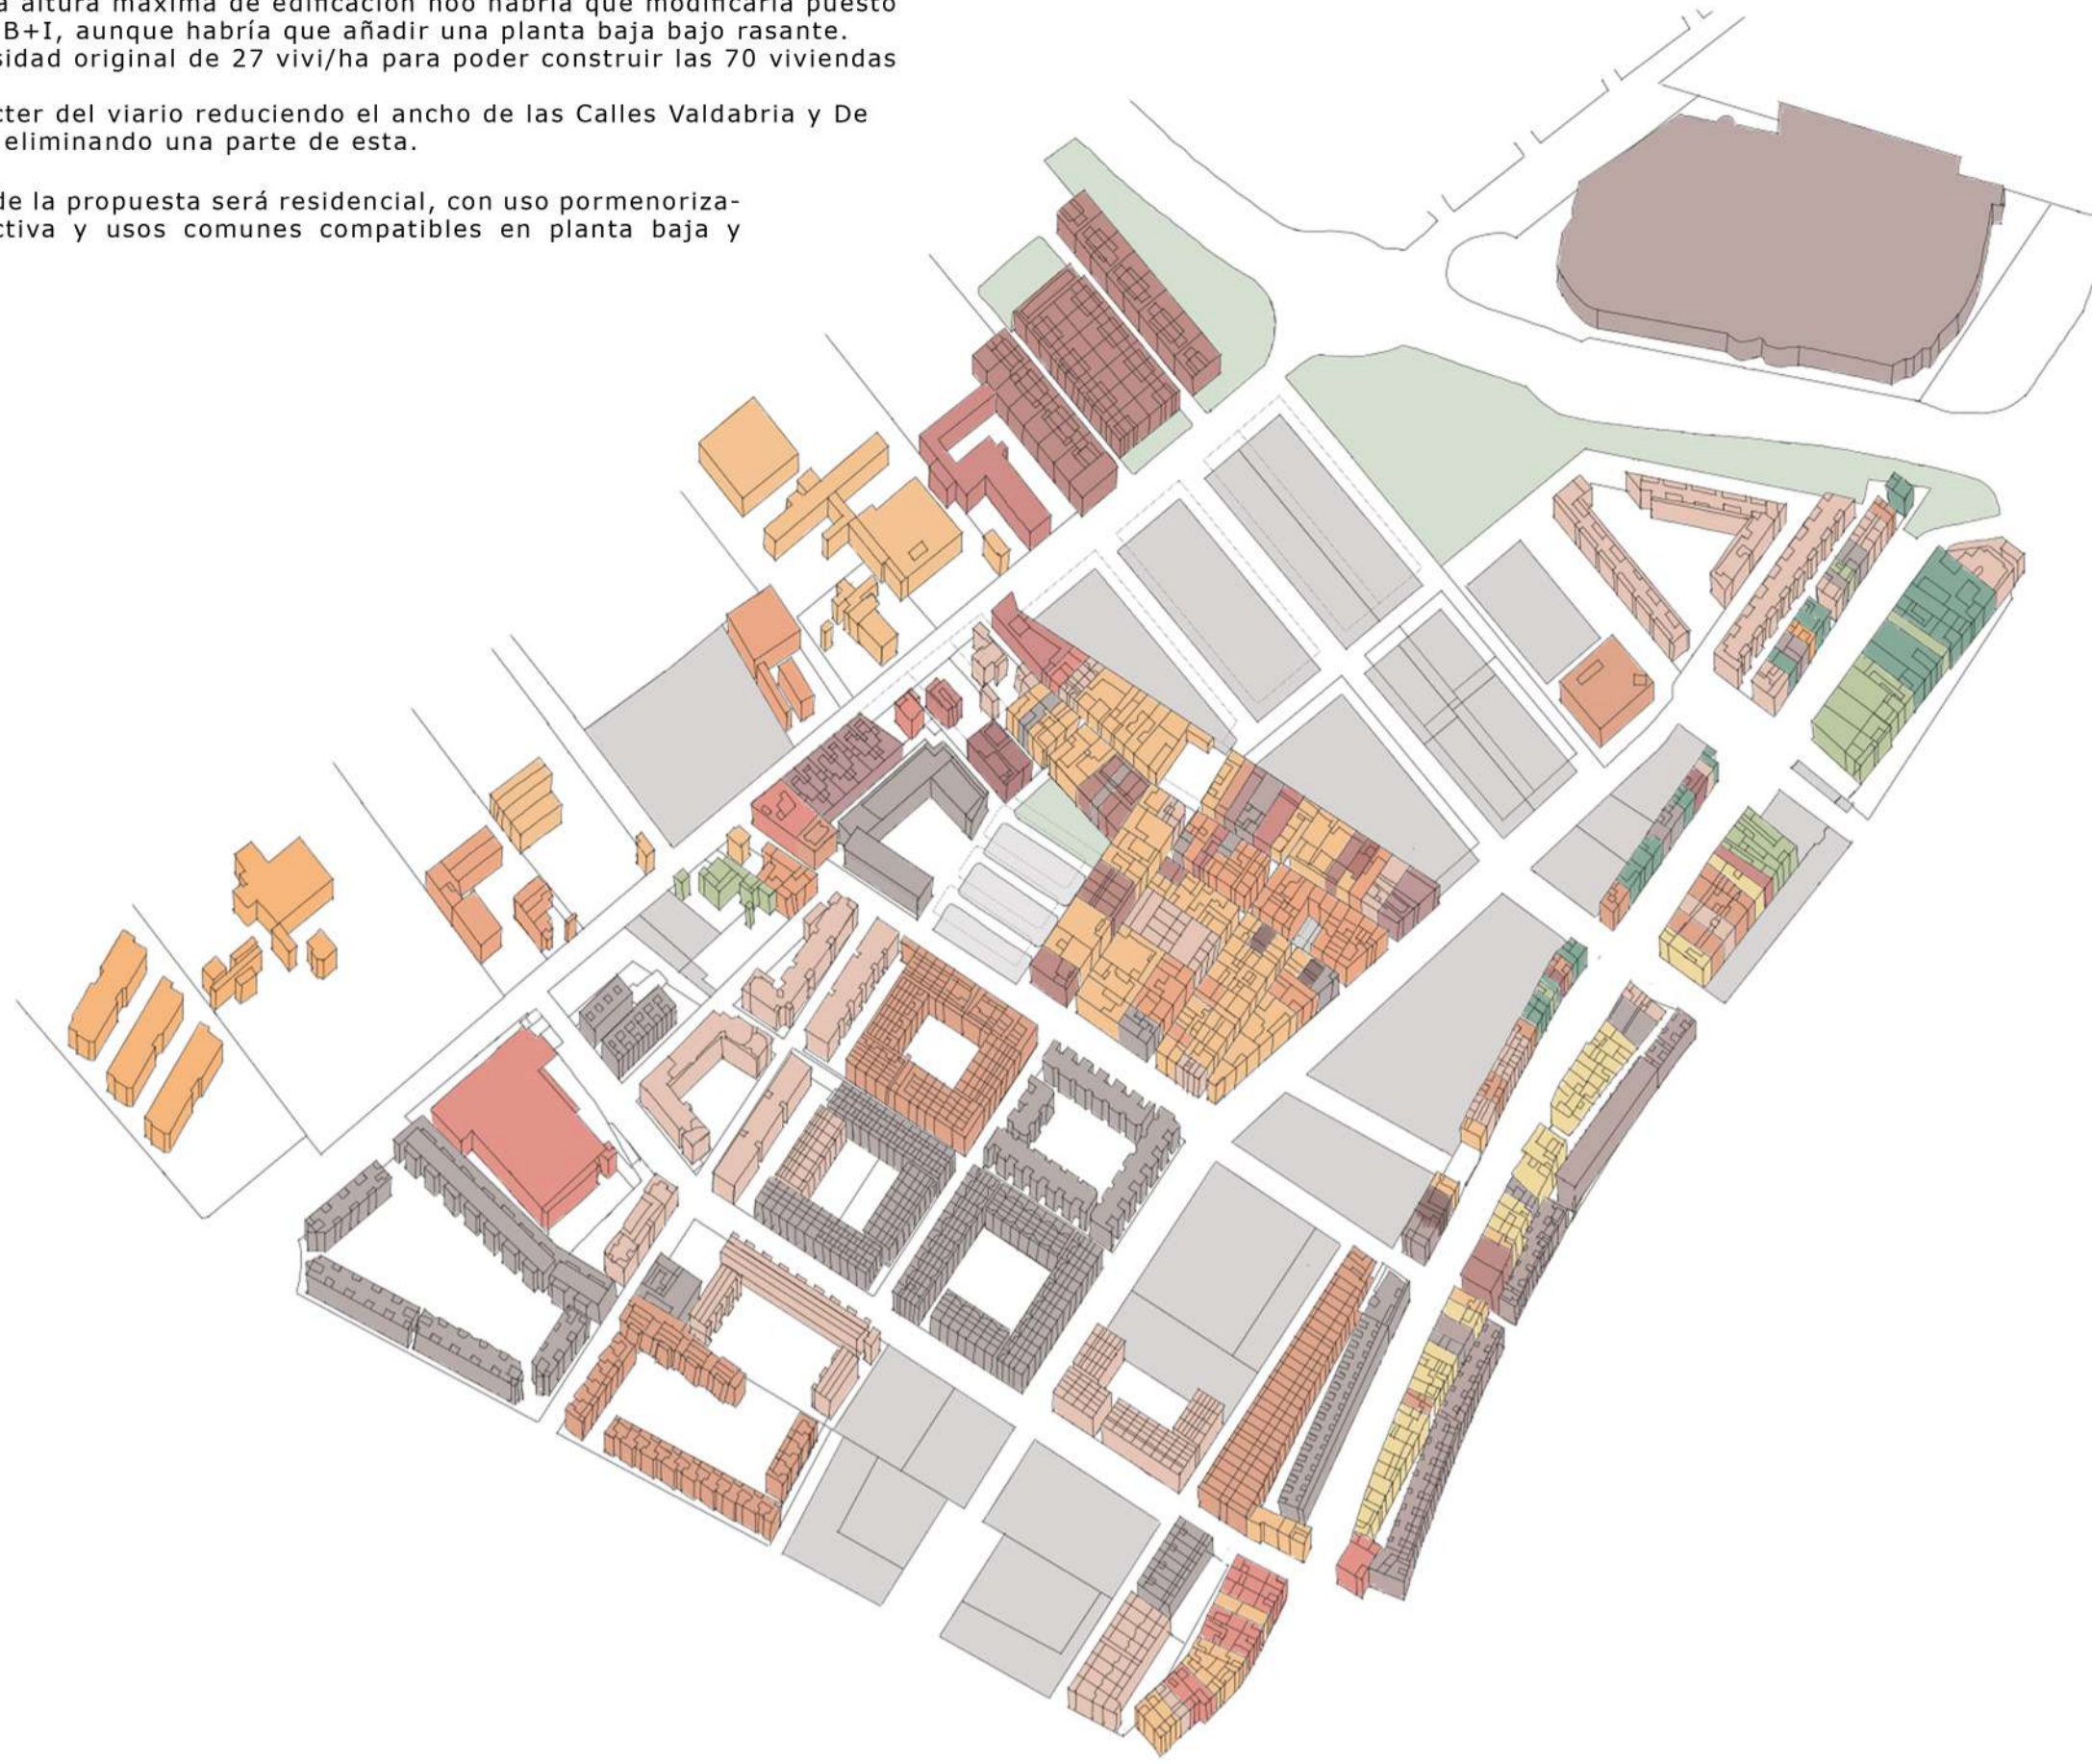 a altura máxima de edificación noo habría que modificarla puesto
B+I, aunque habría que añadir una planta baja bajo rasante.
sidad original de 27 vivi/ha para poder construir las 70 viviendas
cter del viario reduciendo el ancho de las Calles Valdabria y De
eliminando una parte de esta.
de la propuesta será residencial, con uso pormenoriza-
ctiva y usos comunes compatibles en planta baja y